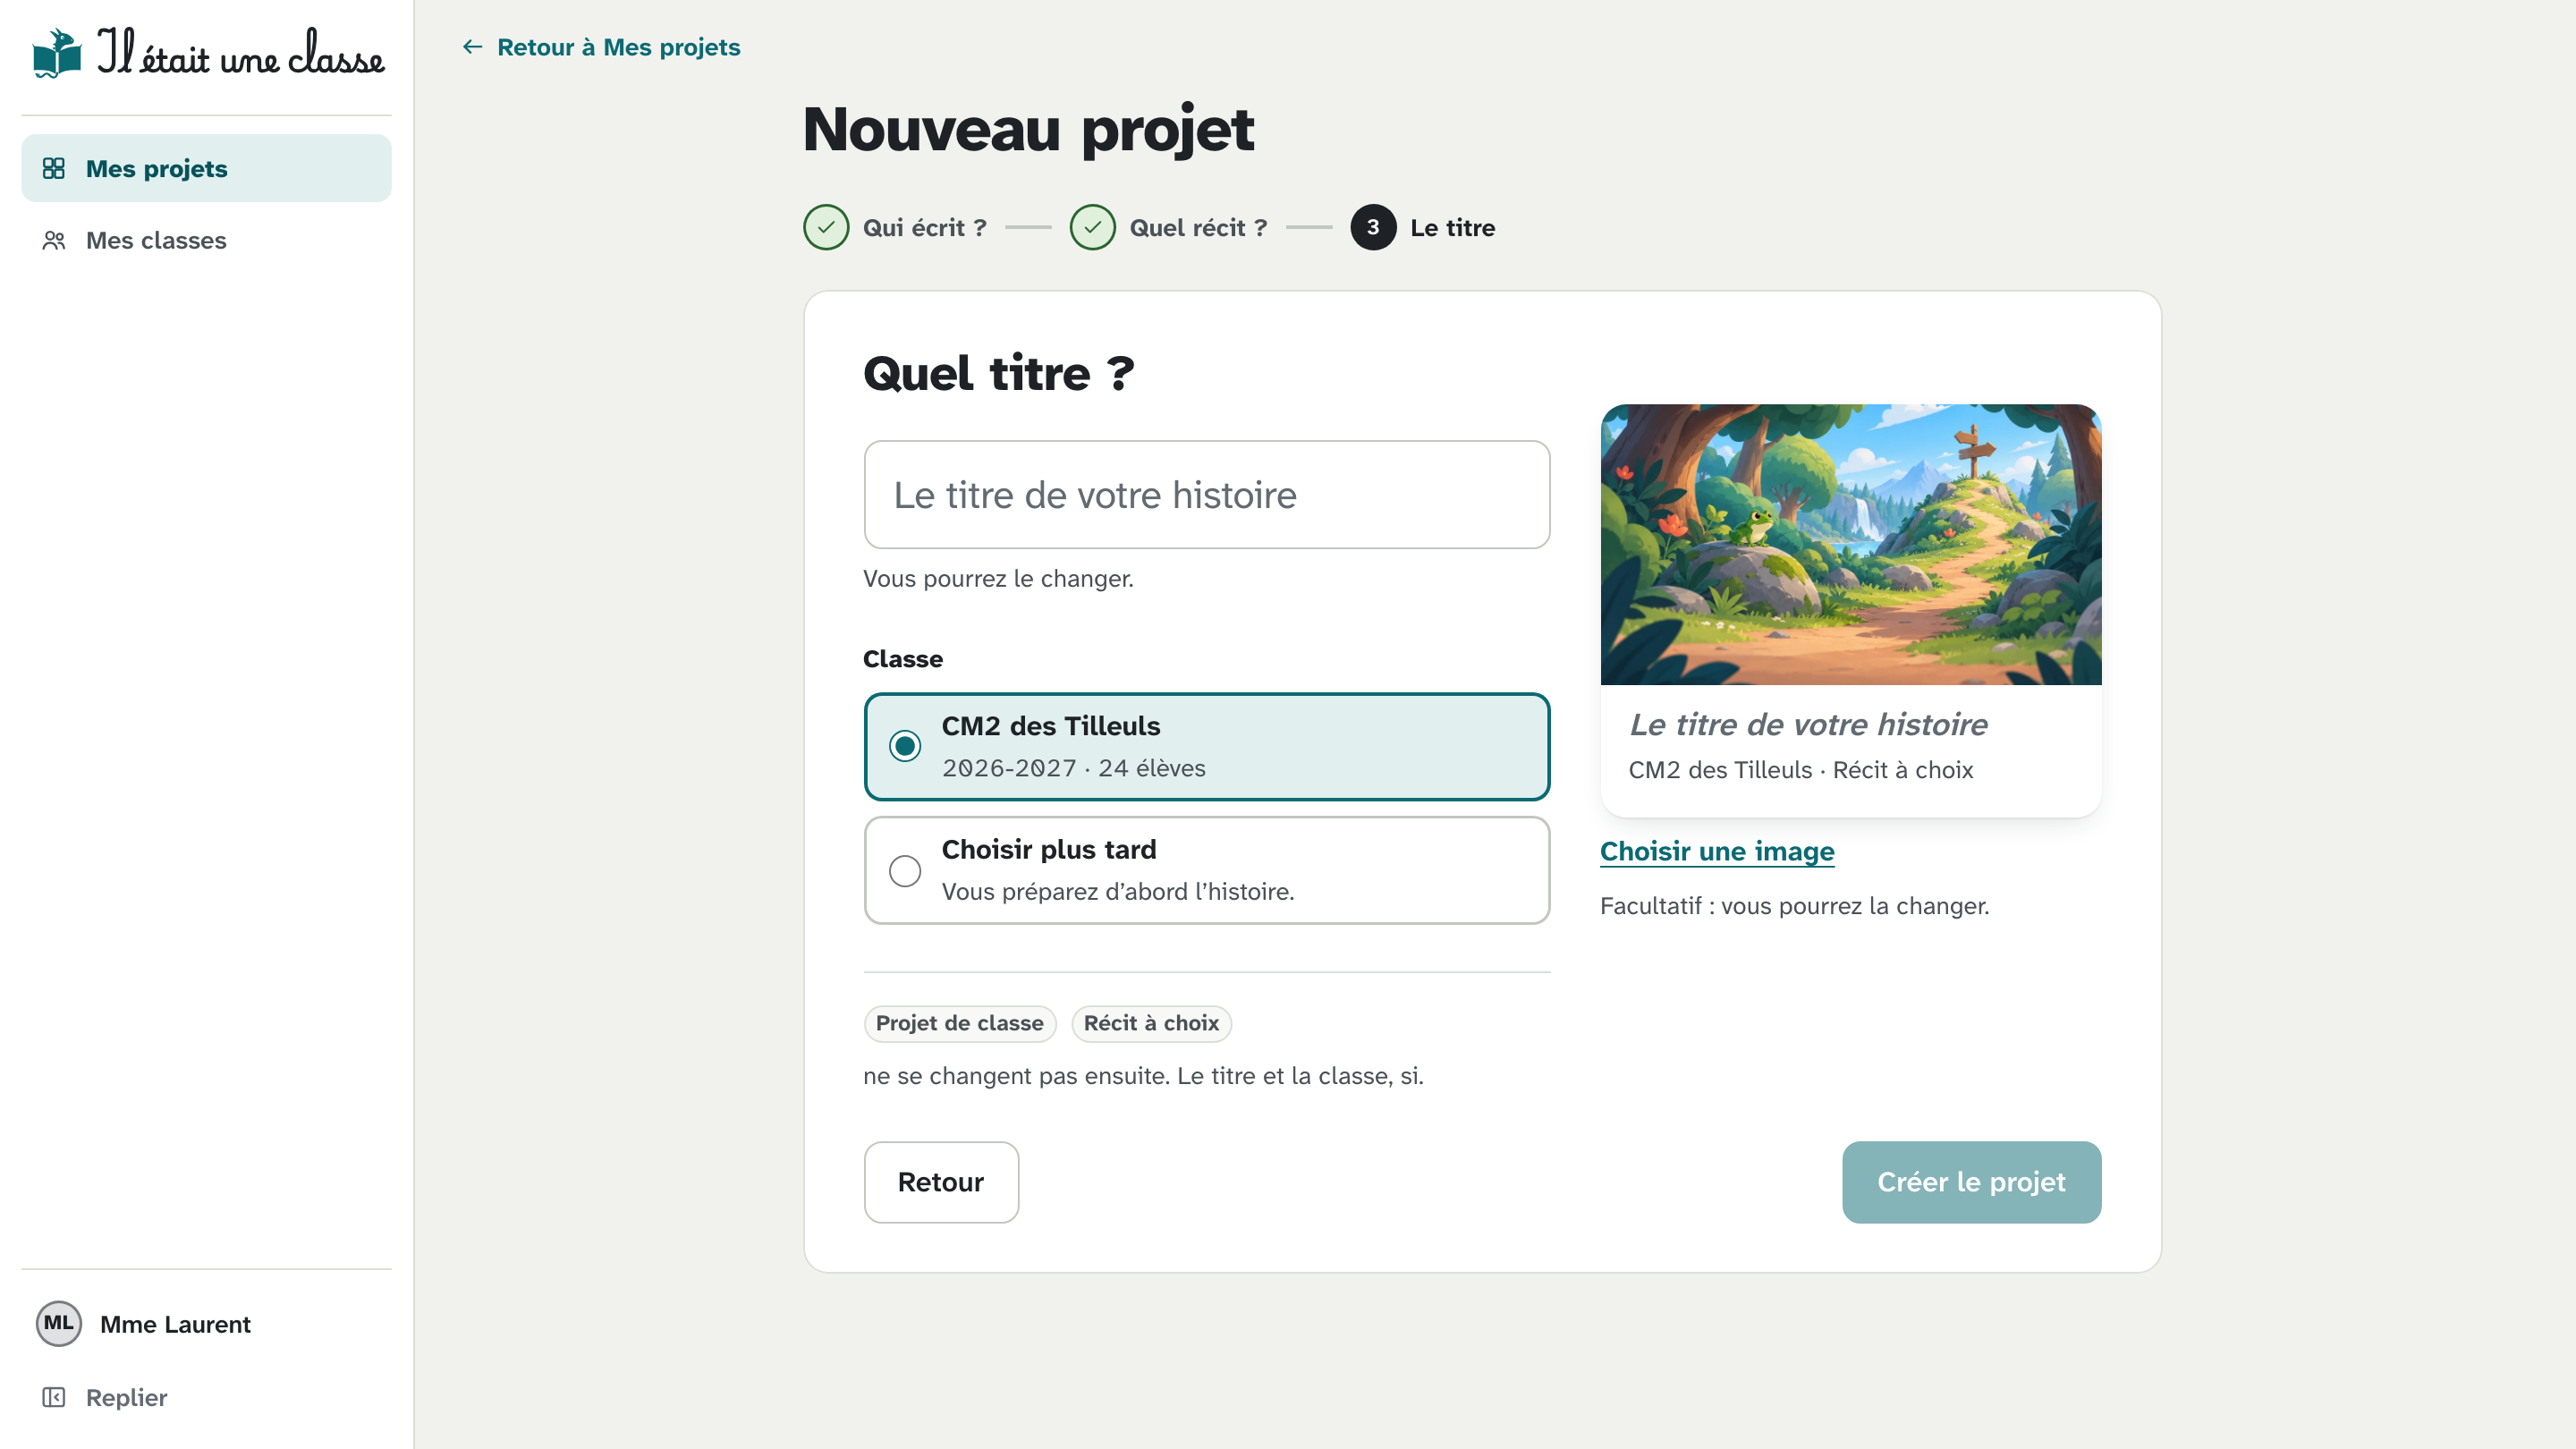 Il était une classe
Mes projets
Mes classes
ML
Mme Laurent
Replier
Retour à Mes projets
Nouveau projet
Qui écrit ?
Quel récit ?
3 Le titre
Quel titre ?
Le titre de votre histoire
Vous pourrez le changer.
Classe
CM2 des Tilleuls
2026-2027 · 24 élèves
Choisir plus tard
Vous préparez d’abord l’histoire.
Projet de classe
Récit à choix
ne se changent pas ensuite. Le titre et la classe, si.
Le titre de votre histoire
CM2 des Tilleuls · Récit à choix
Choisir une image
Facultatif : vous pourrez la changer.
Retour
Créer le projet